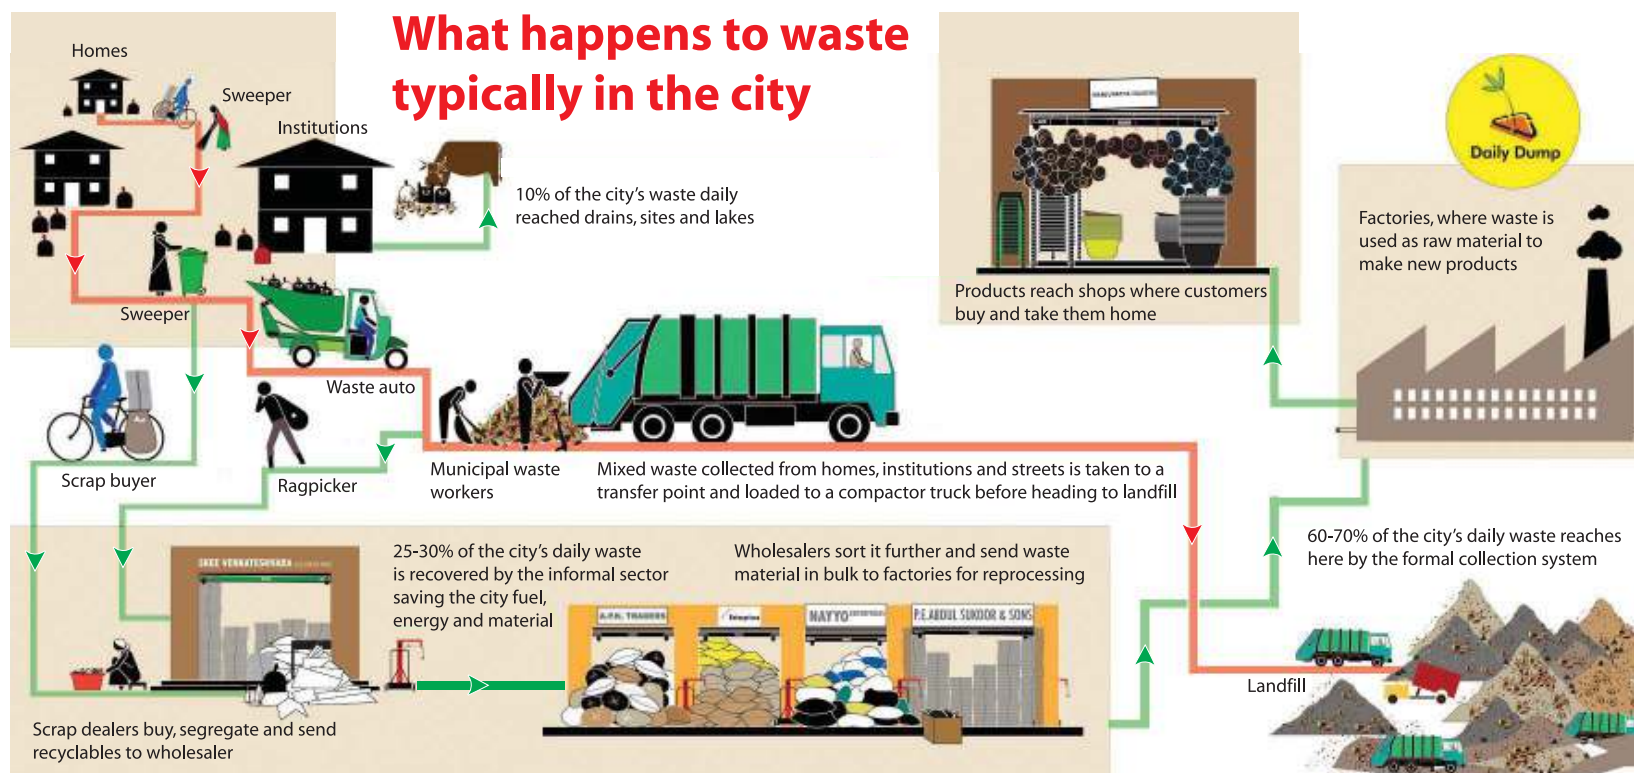 What happens to waste
typically in the city
Homes
Sweeper
Institutions
10% of the city's waste daily
reached drains, sites and lakes
Sweeper
Waste auto
Scrap buyer
Ragpicker
Municipal waste
workers
Mixed waste collected from homes, institutions and streets is taken to a
transfer point and loaded to a compactor truck before heading to landfill
Products reach shops where customers
buy and take them home
Daily Dump
Factories, where waste is
used as raw material to
make new products
60-70% of the city's daily waste reaches
here by the formal collection system
Landfill
25-30% of the city's daily waste
is recovered by the informal sector
saving the city fuel,
energy and material
Wholesalers sort it further and send waste
material in bulk to factories for reprocessing
SREE VENKATESHWARA
A.P.K. TRADERS
Enterprises
NAYYO ENTERPRISES
P.E. ABDUL SUKOOR & SONS
Scrap dealers buy, segregate and send
recyclables to wholesaler